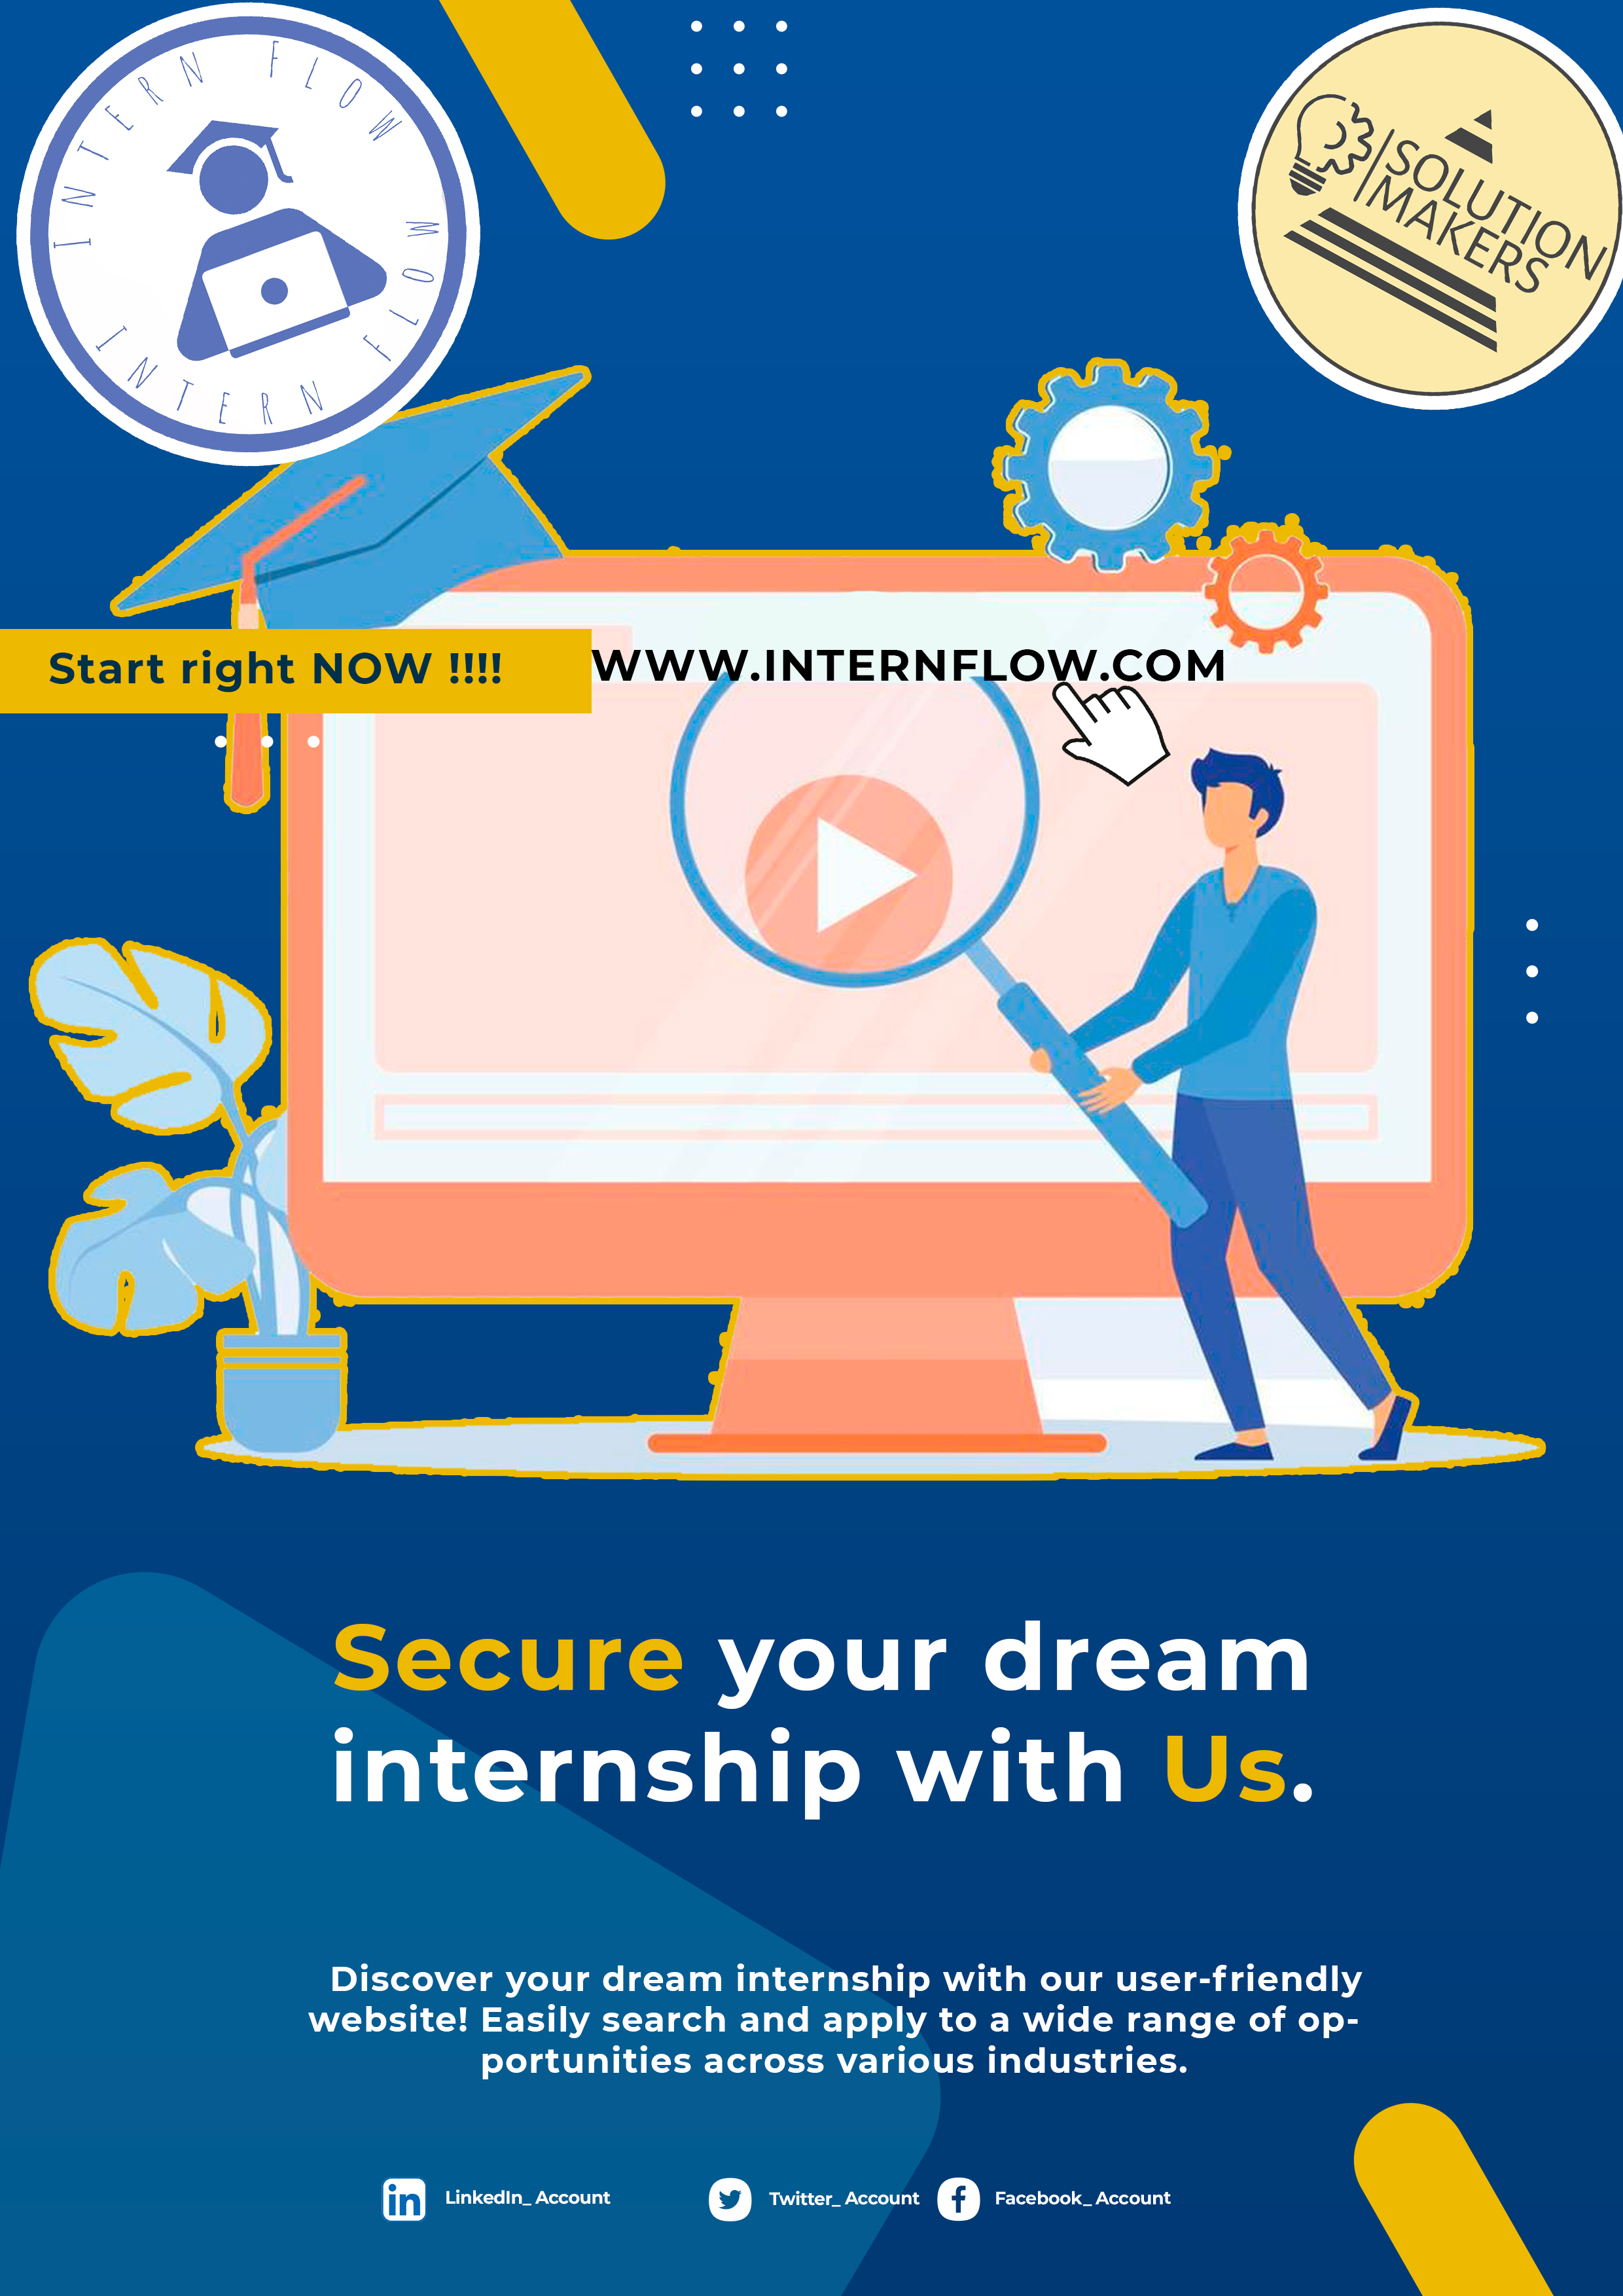 INTERN FLOW
INTERN FLOW
SOLUTION
MAKERS
Start right NOW !!!!
WWW.INTERNFLOW.COM
Secure your dream
internship with Us.
Discover your dream internship with our user-friendly
website! Easily search and apply to a wide range of op-
portunities across various industries.
LinkedIn_ Account
Twitter_ Account
Facebook_ Account